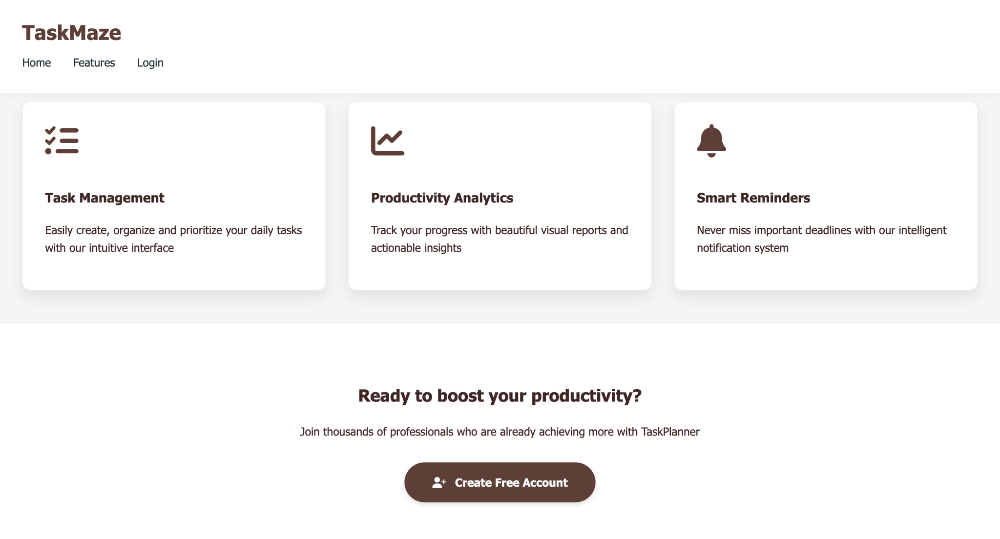 TaskMaze
Home Features Login
Task Management
Easily create, organize and prioritize your daily tasks
with our intuitive interface
Productivity Analytics
Track your progress with beautiful visual reports and
actionable insights
Smart Reminders
Never miss important deadlines with our intelligent
notification system
Ready to boost your productivity?
Join thousands of professionals who are already achieving more with TaskPlanner
Create Free Account